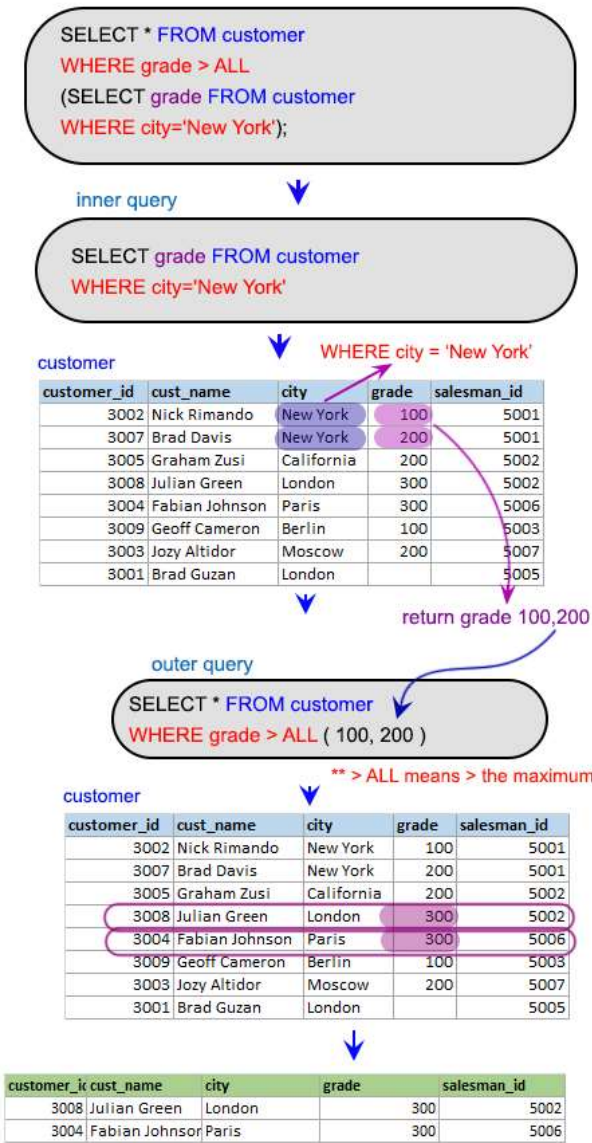 SELECT * FROM customer
WHERE grade > ALL
(SELECT grade FROM customer
WHERE city='New York');
inner query
SELECT grade FROM customer
WHERE city='New York'
WHERE city = 'New York'
customer
customer_id cust_name city grade salesman_id
3002 Nick Rimando New York 100 5001
3007 Brad Davis New York 200 5001
3005 Graham Zusi California 200 5002
3008 Julian Green London 300 5002
3004 Fabian Johnson Paris 300 5006
3009 Geoff Cameron Berlin 100 5003
3003 Jozy Altidor Moscow 200 5007
3001 Brad Guzan London 5005
return grade 100,200
outer query
SELECT * FROM customer
WHERE grade > ALL ( 100, 200 )
** > ALL means > the maximum
customer
customer_id cust_name city grade salesman_id
3002 Nick Rimando New York 100 5001
3007 Brad Davis New York 200 5001
3005 Graham Zusi California 200 5002
3008 Julian Green London 300 5002
3004 Fabian Johnson Paris 300 5006
3009 Geoff Cameron Berlin 100 5003
3003 Jozy Altidor Moscow 200 5007
3001 Brad Guzan London 5005
customer_ic cust_name city grade salesman_id
3008 Julian Green London 300 5002
3004 Fabian Johnsor Paris 300 5006